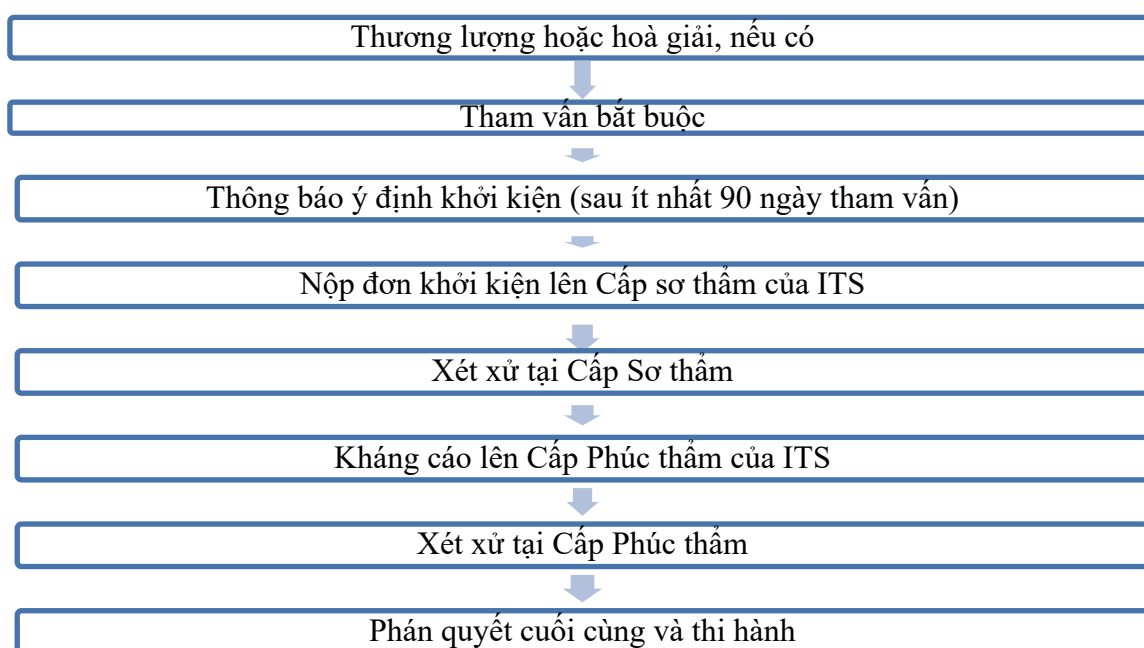 Thương lượng hoặc hoà giải, nếu có
Tham vấn bắt buộc
Thông báo ý định khởi kiện (sau ít nhất 90 ngày tham vấn)
Nộp đơn khởi kiện lên Cấp sơ thẩm của ITS
Xét xử tại Cấp Sơ thẩm
Kháng cáo lên Cấp Phúc thẩm của ITS
Xét xử tại Cấp Phúc thẩm
Phán quyết cuối cùng và thi hành